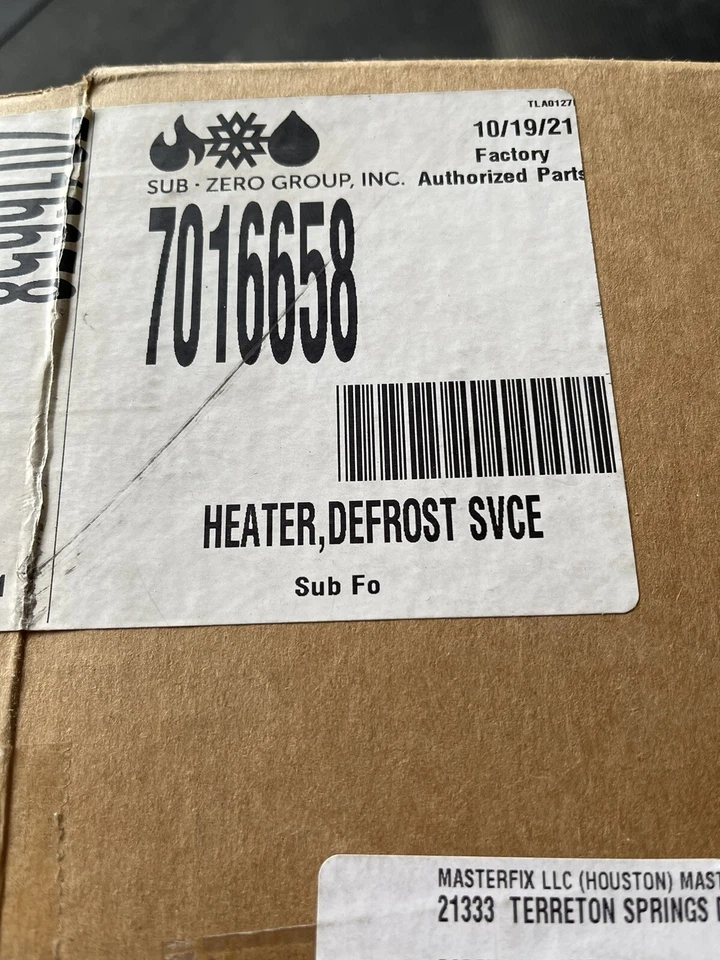 TLA0127
10/19/21
Factory
Authorized Parts
SUB·ZERO GROUP, INC.
7016658
HEATER,DEFROST SVCE
Sub Fo
MASTERFIX LLC (HOUSTON) MAST
21333 TERRETON SPRINGS